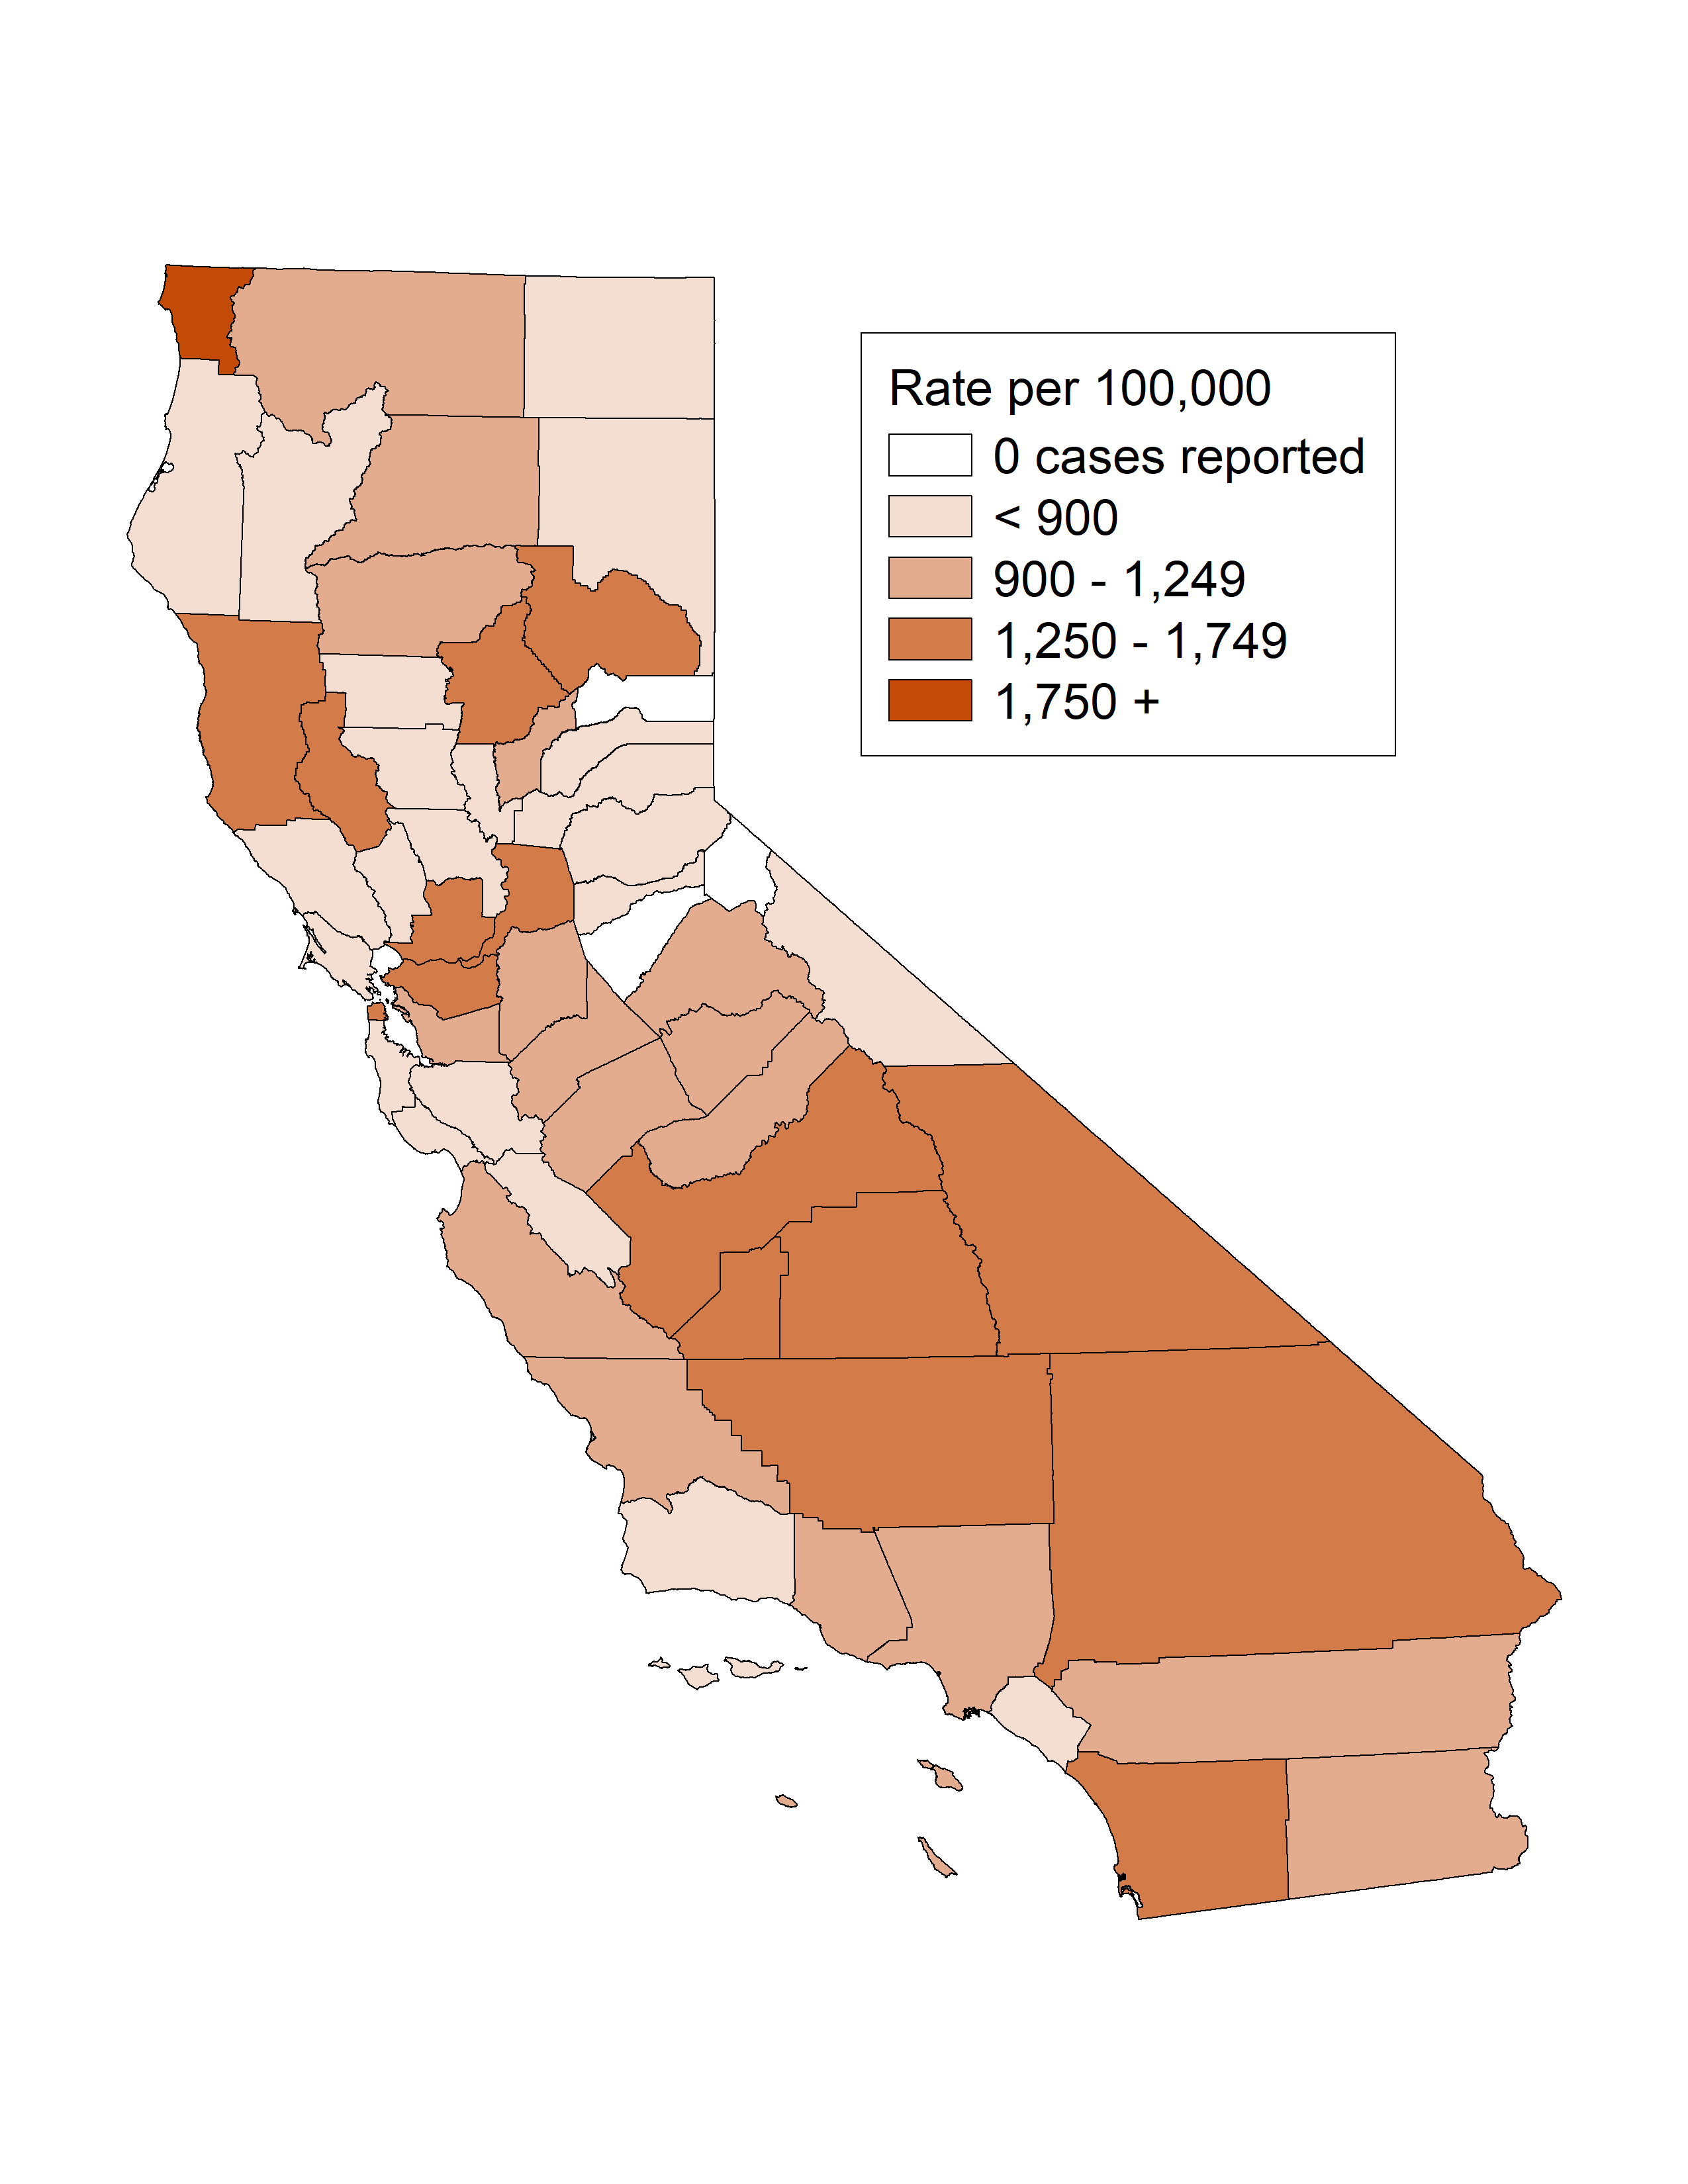 Rate per 100,000
0 cases reported
< 900
900 - 1,249
1,250 - 1,749
1,750 +